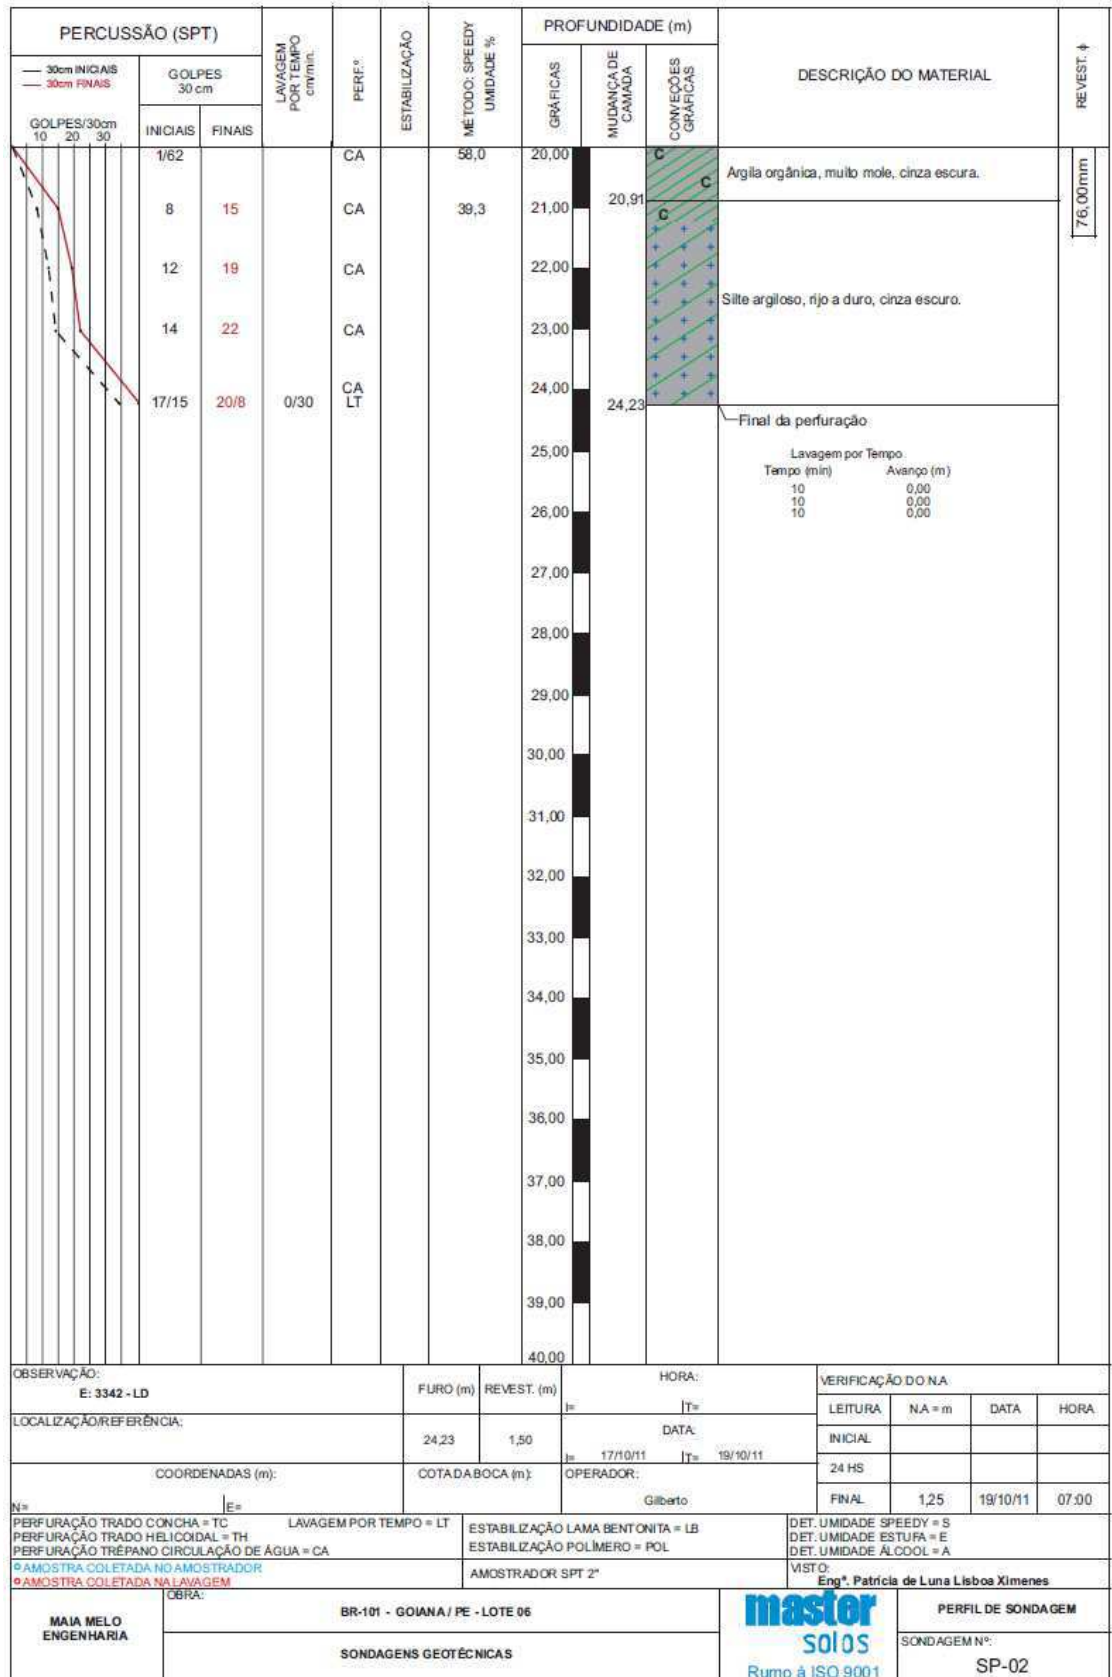 PERCUSSÃO (SPT)
30cm INICIAIS
30cm FINAIS
GOLPES/30cm
10 20 30
GOLPES
30 cm
INICIAIS FINAIS
LAVAGEM
POR TEMPO
cm/min.
PERF.º
ESTABILIZAÇÃO
MÉTODO: SPEEDY
UMIDADE %
PROFUNDIDADE (m)
GRÁFICAS
MUDANÇA DE
CAMADA
CONVEÇÕES
GRÁFICAS
DESCRIÇÃO DO MATERIAL
REVEST. ϕ
1/62 CA 58,0 20,00 C
C
Argila orgânica, muito mole, cinza escura.
76,00mm
20,91
8 15 CA 39,3 21,00 C
12 19 CA 22,00
Silte argiloso, rijo a duro, cinza escuro.
14 22 CA 23,00
24,00
CA
17/15 20/8 0/30 LT 24,23
Final da perfuração
25,00
Lavagem por Tempo
Tempo (min) Avanço (m)
10 0,00
10 0,00
10 0,00
26,00
27,00
28,00
29,00
30,00
31,00
32,00
33,00
34,00
35,00
36,00
37,00
38,00
39,00
40,00
OBSERVAÇÃO:
E: 3342 - LD
LOCALIZAÇÃO/REFERÊNCIA:
FURO (m) REVEST. (m)
24,23 1,50
HORA:
I= T=
DATA:
I= 17/10/11 T= 19/10/11
VERIFICAÇÃO DO N.A
LEITURA N.A = m DATA HORA
INICIAL
24 HS
FINAL 1,25 19/10/11 07:00
COORDENADAS (m):
N= E=
COTA DA BOCA (m):
OPERADOR:
Gilberto
PERFURAÇÃO TRADO CONCHA = TC LAVAGEM POR TEMPO = LT
PERFURAÇÃO TRADO HELICOIDAL = TH
PERFURAÇÃO TRÉPANO CIRCULAÇÃO DE ÁGUA = CA
ESTABILIZAÇÃO LAMA BENTONITA = LB
ESTABILIZAÇÃO POLÍMERO = POL
DET. UMIDADE SPEEDY = S
DET. UMIDADE ESTUFA = E
DET. UMIDADE ÁLCOOL = A
AMOSTRA COLETADA NO AMOSTRADOR
AMOSTRA COLETADA NA LAVAGEM
AMOSTRADOR SPT 2"
VISTO:
Engª. Patrícia de Luna Lisboa Ximenes
MAIA MELO
ENGENHARIA
OBRA:
BR-101 - GOIANA / PE - LOTE 06
SONDAGENS GEOTÉCNICAS
master
solos
Rumo à ISO 9001
PERFIL DE SONDAGEM
SONDAGEM Nº:
SP-02